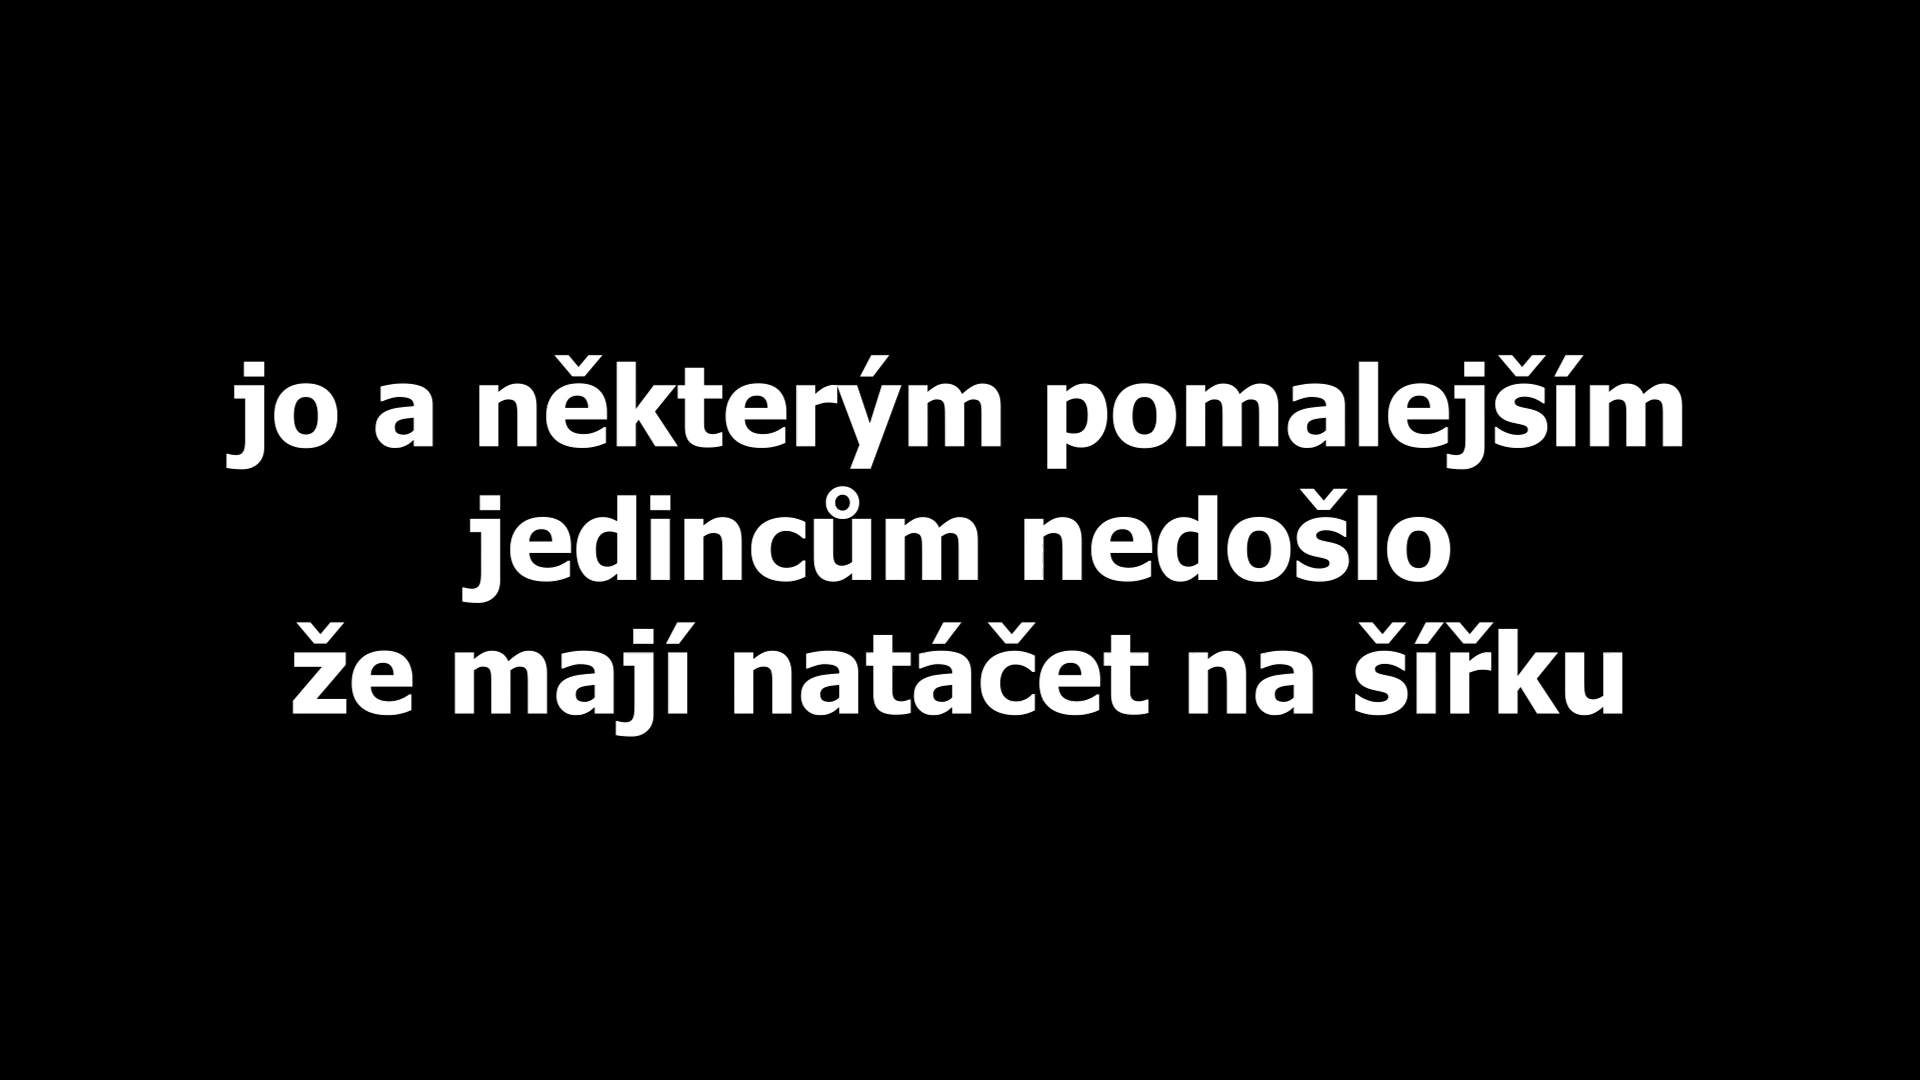 jo a některým pomalejším
jedincům nedošlo
že mají natáčet na šířku